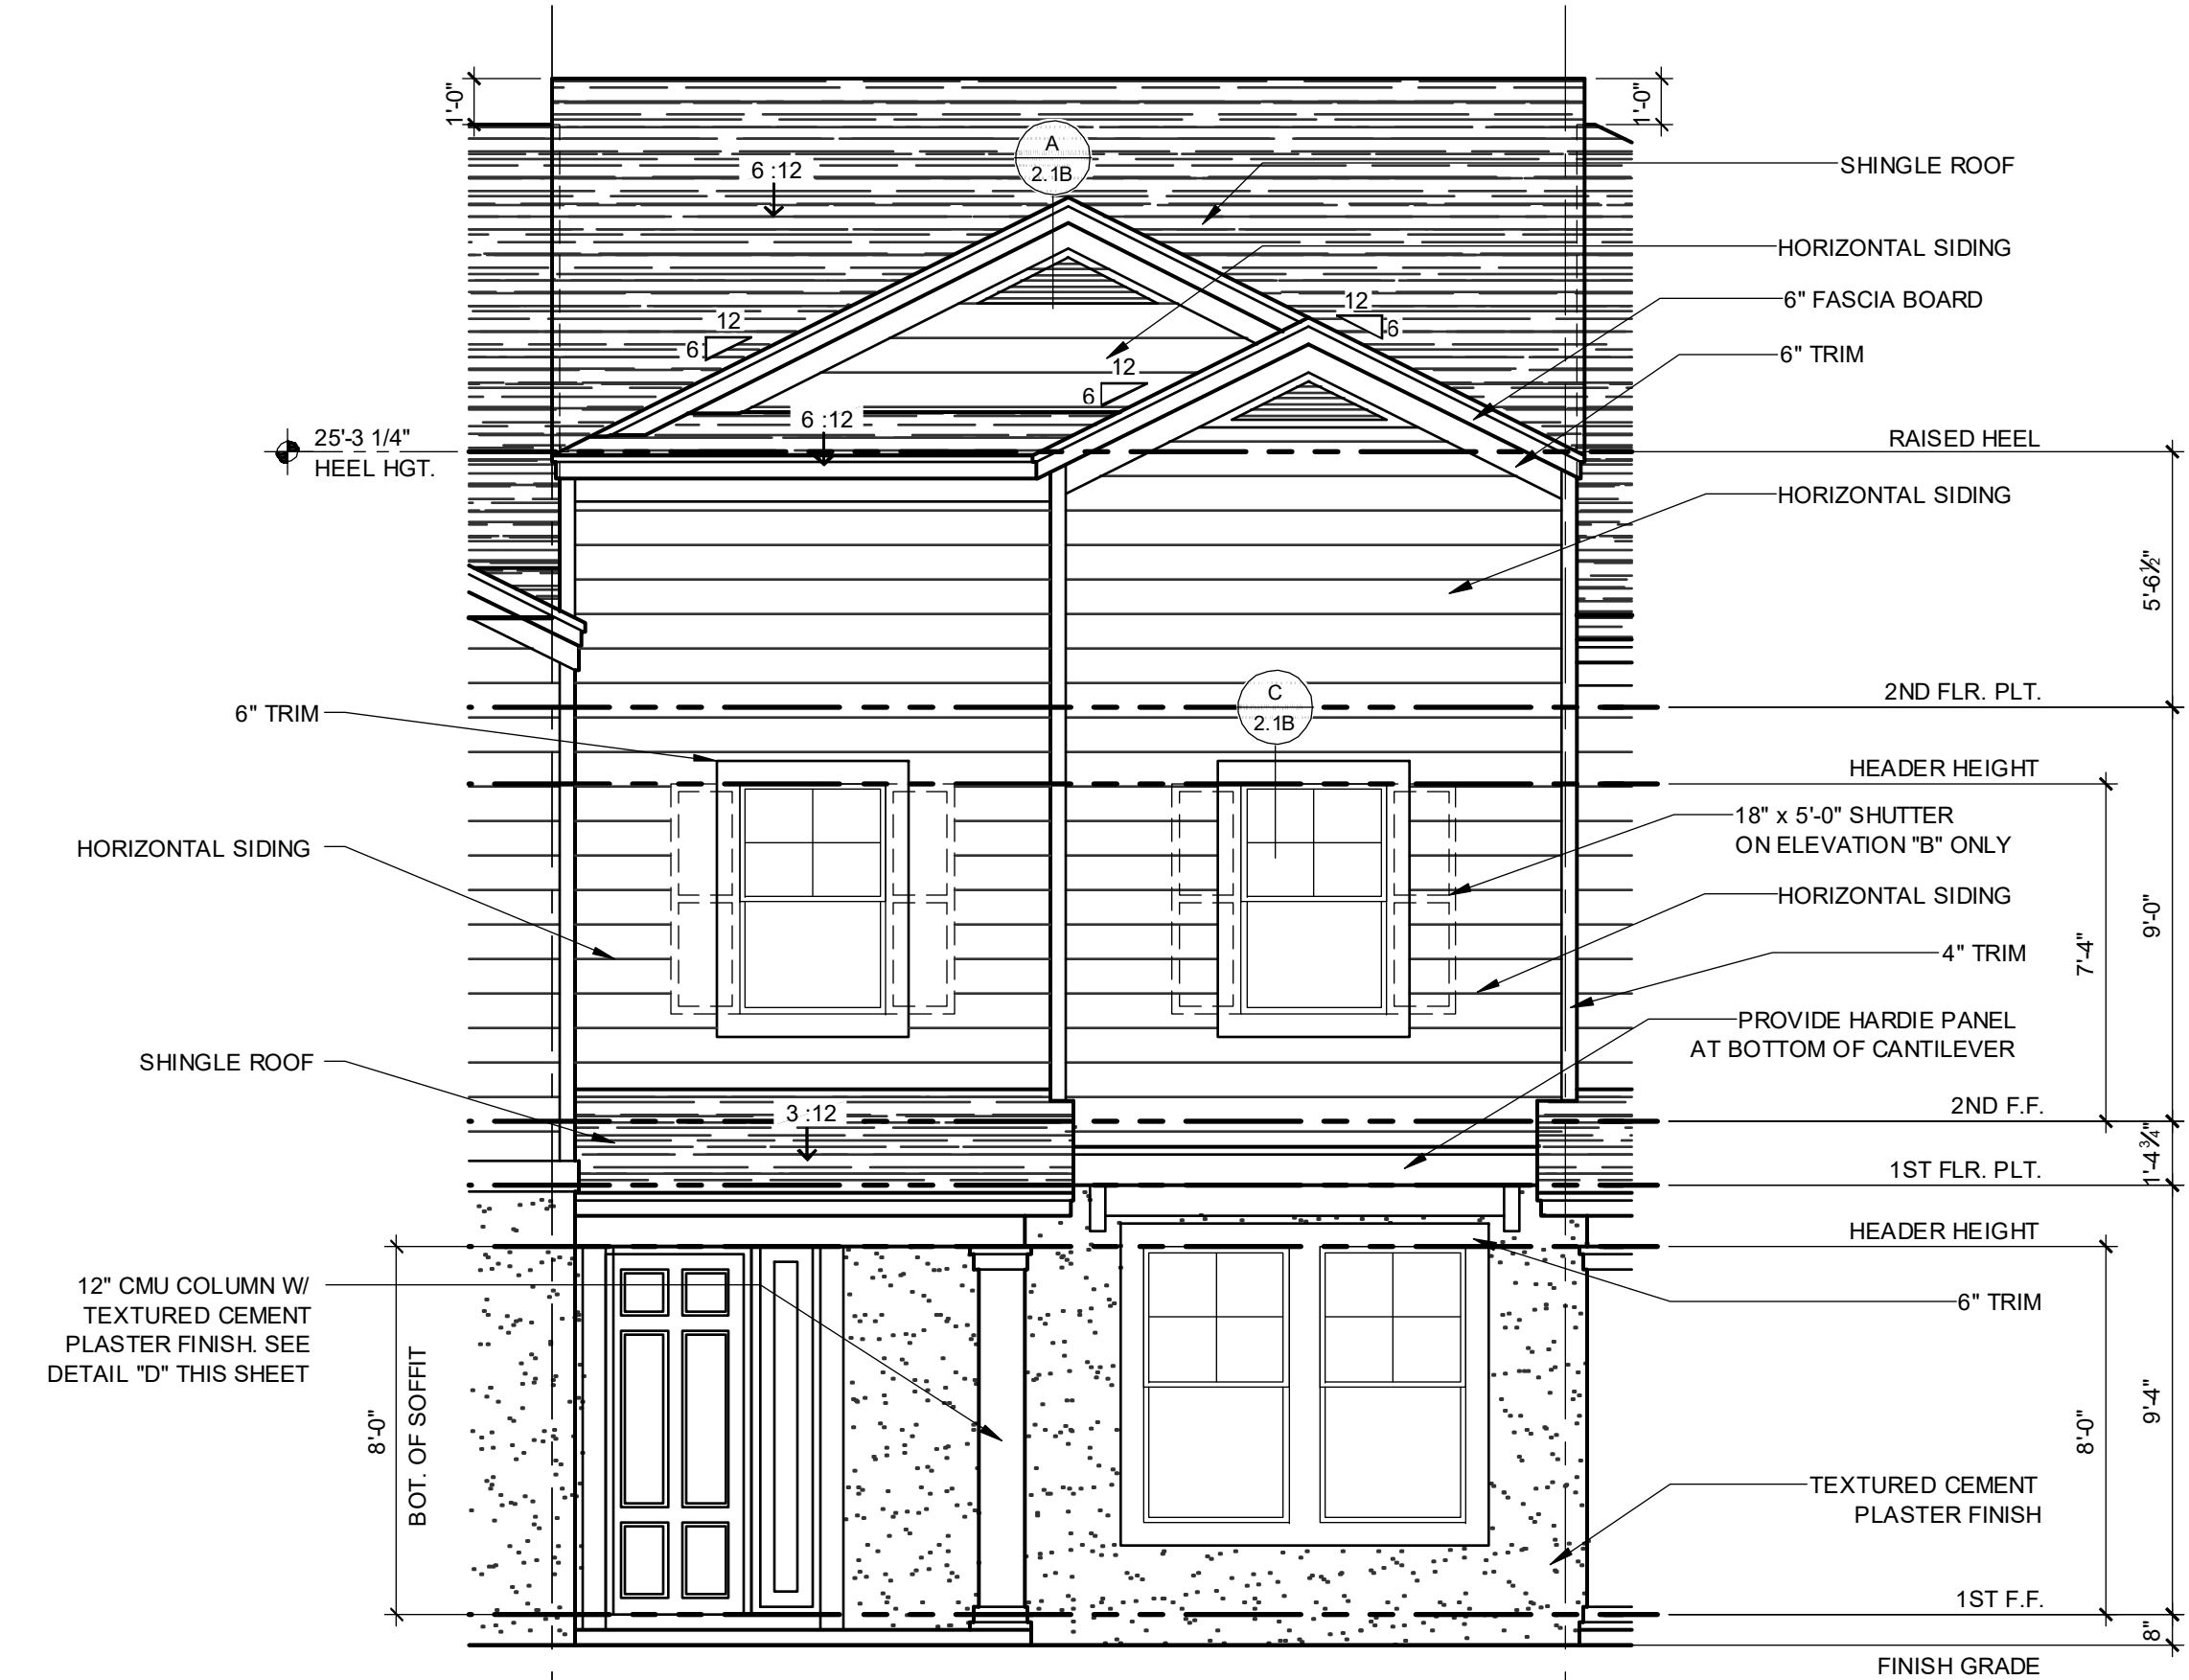 1'-0"
1'-0"
A
2.1B
6 :12
SHINGLE ROOF
HORIZONTAL SIDING
6" FASCIA BOARD
12
6
12
6
6" TRIM
12
6
6 :12
25'-3 1/4"
HEEL HGT.
RAISED HEEL
HORIZONTAL SIDING
5'-6½"
2ND FLR. PLT.
C
2.1B
6" TRIM
HEADER HEIGHT
18" x 5'-0" SHUTTER
ON ELEVATION "B" ONLY
HORIZONTAL SIDING
HORIZONTAL SIDING
9'-0"
7'-4"
4" TRIM
PROVIDE HARDIE PANEL
AT BOTTOM OF CANTILEVER
SHINGLE ROOF
3 :12
2ND F.F.
1'-4¾"
1ST FLR. PLT.
HEADER HEIGHT
12" CMU COLUMN W/
TEXTURED CEMENT
PLASTER FINISH. SEE
DETAIL "D" THIS SHEET
6" TRIM
8'-0"
BOT. OF SOFFIT
9'-4"
8'-0"
TEXTURED CEMENT
PLASTER FINISH
1ST F.F.
8"
FINISH GRADE